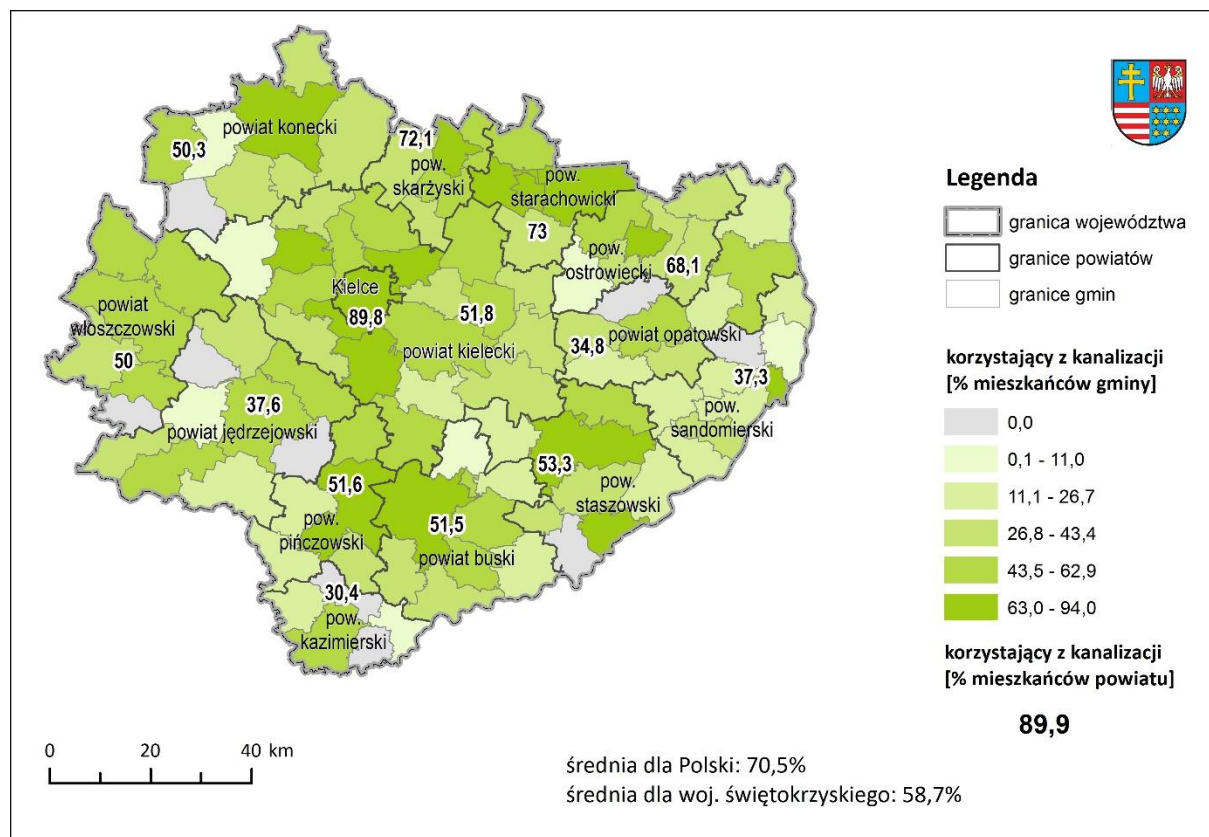 powiat konecki
50,3
72,1
pow.
skarżyski
pow.
starachowicki
73
pow.
ostrowiecki
68,1
Kielce
89,8
51,8
powiat kielecki
powiat
włoszczowski
50
34,8
powiat opatowski
37,3
pow.
sandomierski
37,6
powiat jędrzejowski
53,3
pow.
staszowski
51,6
pow.
pińczowski
51,5
powiat buski
30,4
pow.
kazimierski
Legenda
granica województwa
granice powiatów
granice gmin
korzystający z kanalizacji
[% mieszkańców gminy]
0,0
0,1 - 11,0
11,1 - 26,7
26,8 - 43,4
43,5 - 62,9
63,0 - 94,0
korzystający z kanalizacji
[% mieszkańców powiatu]
89,9
0 20 40 km
średnia dla Polski: 70,5%
średnia dla woj. świętokrzyskiego: 58,7%